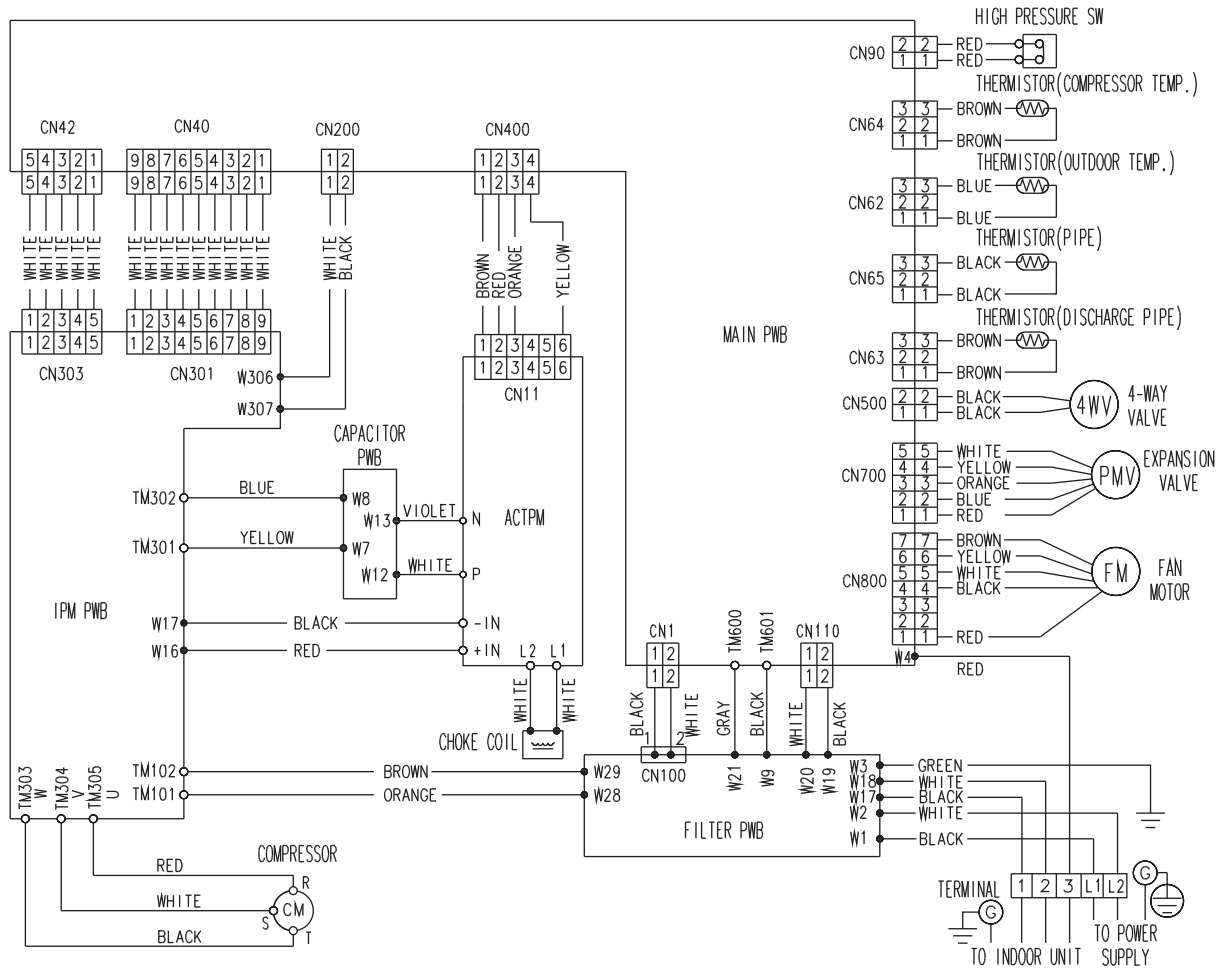 HIGH PRESSURE SW
CN90
2 2 RED
1 1 RED
THERMISTOR(COMPRESSOR TEMP.)
CN64
3 3 BROWN
2 2
1 1 BROWN
THERMISTOR(OUTDOOR TEMP.)
CN62
3 3 BLUE
2 2
1 1 BLUE
THERMISTOR(PIPE)
CN65
3 3 BLACK
2 2
1 1 BLACK
THERMISTOR(DISCHARGE PIPE)
CN63
3 3 BROWN
2 2
1 1 BROWN
CN500
2 2 BLACK
1 1 BLACK
4WV
4-WAY
VALVE
CN700
5 5 WHITE
4 4 YELLOW
3 3 ORANGE
2 2 BLUE
1 1 RED
PMV
EXPANSION
VALVE
CN800
7 7 BROWN
6 6 YELLOW
5 5 WHITE
4 4 BLACK
3 3
2 2
1 1 RED
FM
FAN
MOTOR
W4
RED
MAIN PWB
CN42
5 4 3 2 1
5 4 3 2 1
WHITE WHITE WHITE WHITE WHITE
1 2 3 4 5
1 2 3 4 5
CN303
CN40
9 8 7 6 5 4 3 2 1
9 8 7 6 5 4 3 2 1
WHITE WHITE WHITE WHITE WHITE WHITE WHITE WHITE WHITE
1 2 3 4 5 6 7 8 9
1 2 3 4 5 6 7 8 9
CN301
CN200
1 2
1 2
WHITE BLACK
W306
W307
CN400
1 2 3 4
1 2 3 4
BROWN RED ORANGE YELLOW
1 2 3 4 5 6
1 2 3 4 5 6
CN11
CAPACITOR
PWB
TM302 BLUE W8
W13 VIOLET N
ACTPM
TM301 YELLOW W7
W12 WHITE P
IPM PWB
W17 BLACK -IN
W16 RED +IN
L2 L1
WHITE WHITE
CHOKE COIL
CN1
1 2
1 2
BLACK WHITE
1 2
CN100
TM600 TM601
GRAY BLACK
W21 W9
CN110
1 2
1 2
WHITE BLACK
W20 W19
TM102 BROWN W29
TM101 ORANGE W28
FILTER PWB
W3 GREEN
W18 WHITE
W17 BLACK
W2 WHITE
W1 BLACK
TM303 TM304 TM305
W V U
COMPRESSOR
RED
R
WHITE
S
CM
BLACK
T
TERMINAL
1 2 3 L1 L2
G
G
TO INDOOR UNIT
TO POWER
SUPPLY